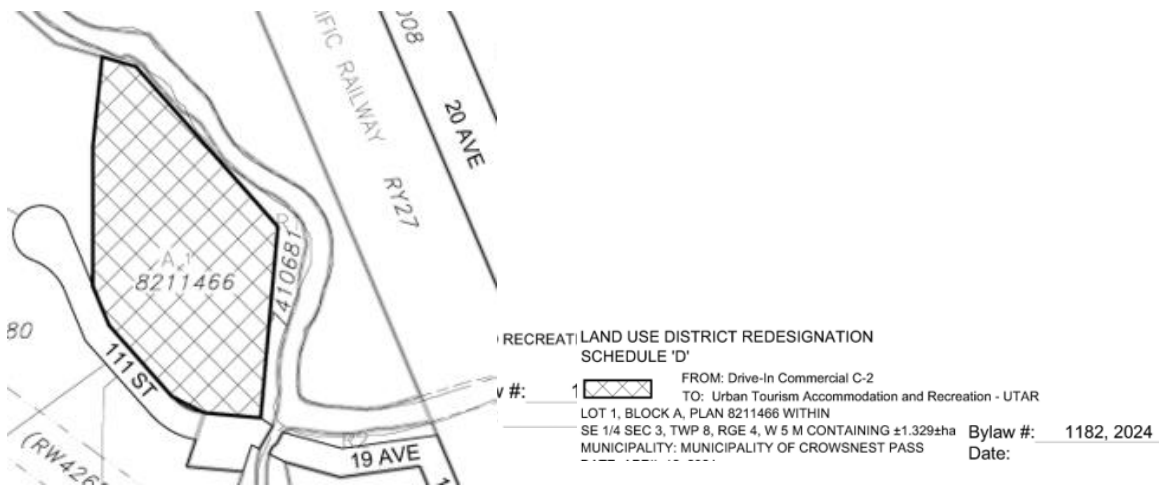 008
IFIC RAILWAY RY27
20 AVE
R1
7410681
A,1
8211466
80
111 ST
R2
19 AVE
(RW426
RECREATI
LAND USE DISTRICT REDESIGNATION
SCHEDULE 'D'
#:
FROM: Drive-In Commercial C-2
TO: Urban Tourism Accommodation and Recreation - UTAR
LOT 1, BLOCK A, PLAN 8211466 WITHIN
SE 1/4 SEC 3, TWP 8, RGE 4, W 5 M CONTAINING ±1.329±ha
MUNICIPALITY: MUNICIPALITY OF CROWSNEST PASS
Bylaw #: 1182, 2024
Date: